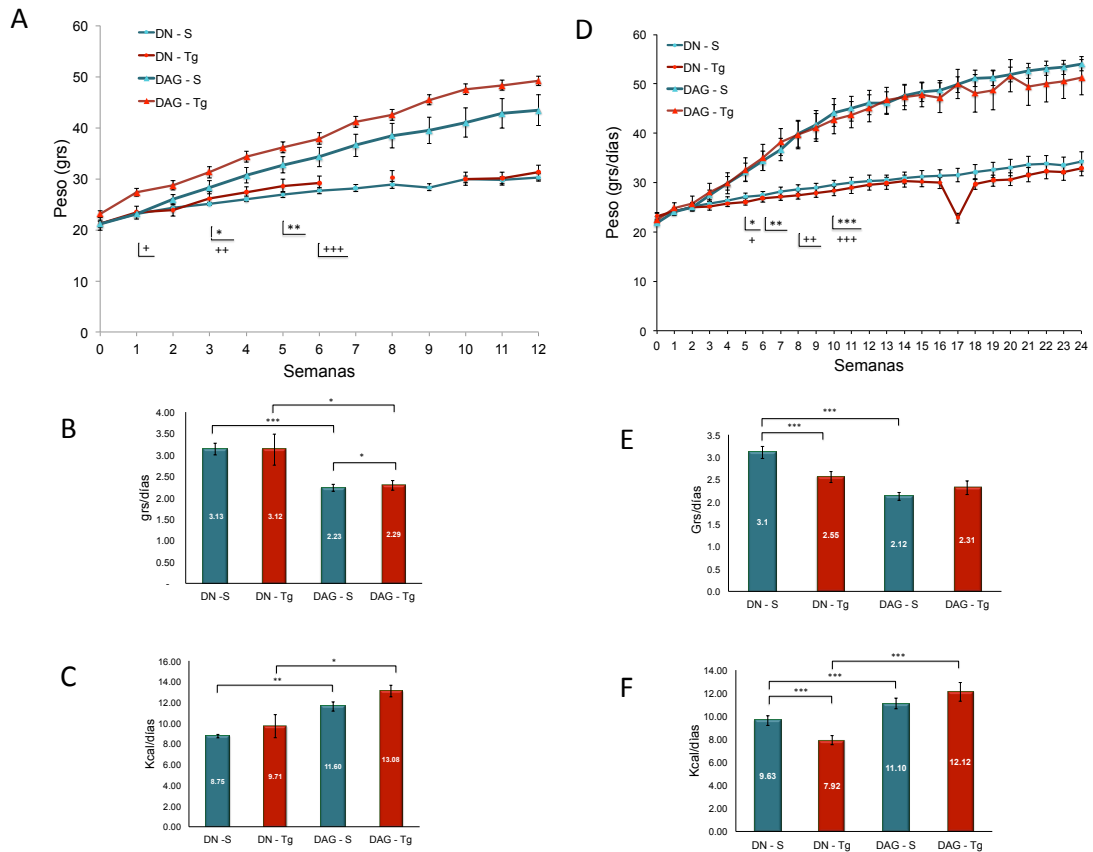 A
DN - S
DN - Tg
DAG - S
DAG - Tg
Peso (grs)
60
50
40
30
20
10
0
+
*
++
**
+++
0 1 2 3 4 5 6 7 8 9 10 11 12
Semanas
D
DN - S
DN - Tg
DAG - S
DAG - Tg
Peso (grs/días)
60
50
40
30
20
10
0
*
+
**
++
***
+++
0 1 2 3 4 5 6 7 8 9 10 11 12 13 14 15 16 17 18 19 20 21 22 23 24
Semanas
B
grs/días
4.00
3.50
3.00
2.50
2.00
1.50
1.00
0.50
-
***
*
*
3.13
3.12
2.23
2.29
DN -S
DN - Tg
DAG - S
DAG - Tg
E
Grs/días
3.5
3.0
2.5
2.0
1.5
1.0
0.5
0.0
***
***
3.1
2.55
2.12
2.31
DN - S
DN - Tg
DAG - S
DAG - Tg
C
Kcal/días
16.00
14.00
12.00
10.00
8.00
6.00
4.00
2.00
0.00
*
**
8.75
9.71
11.60
13.08
DN -S
DN - Tg
DAG - S
DAG - Tg
F
Kcal/días
14.00
12.00
10.00
8.00
6.00
4.00
2.00
0.00
***
***
***
9.63
7.92
11.10
12.12
DN - S
DN - Tg
DAG - S
DAG - Tg